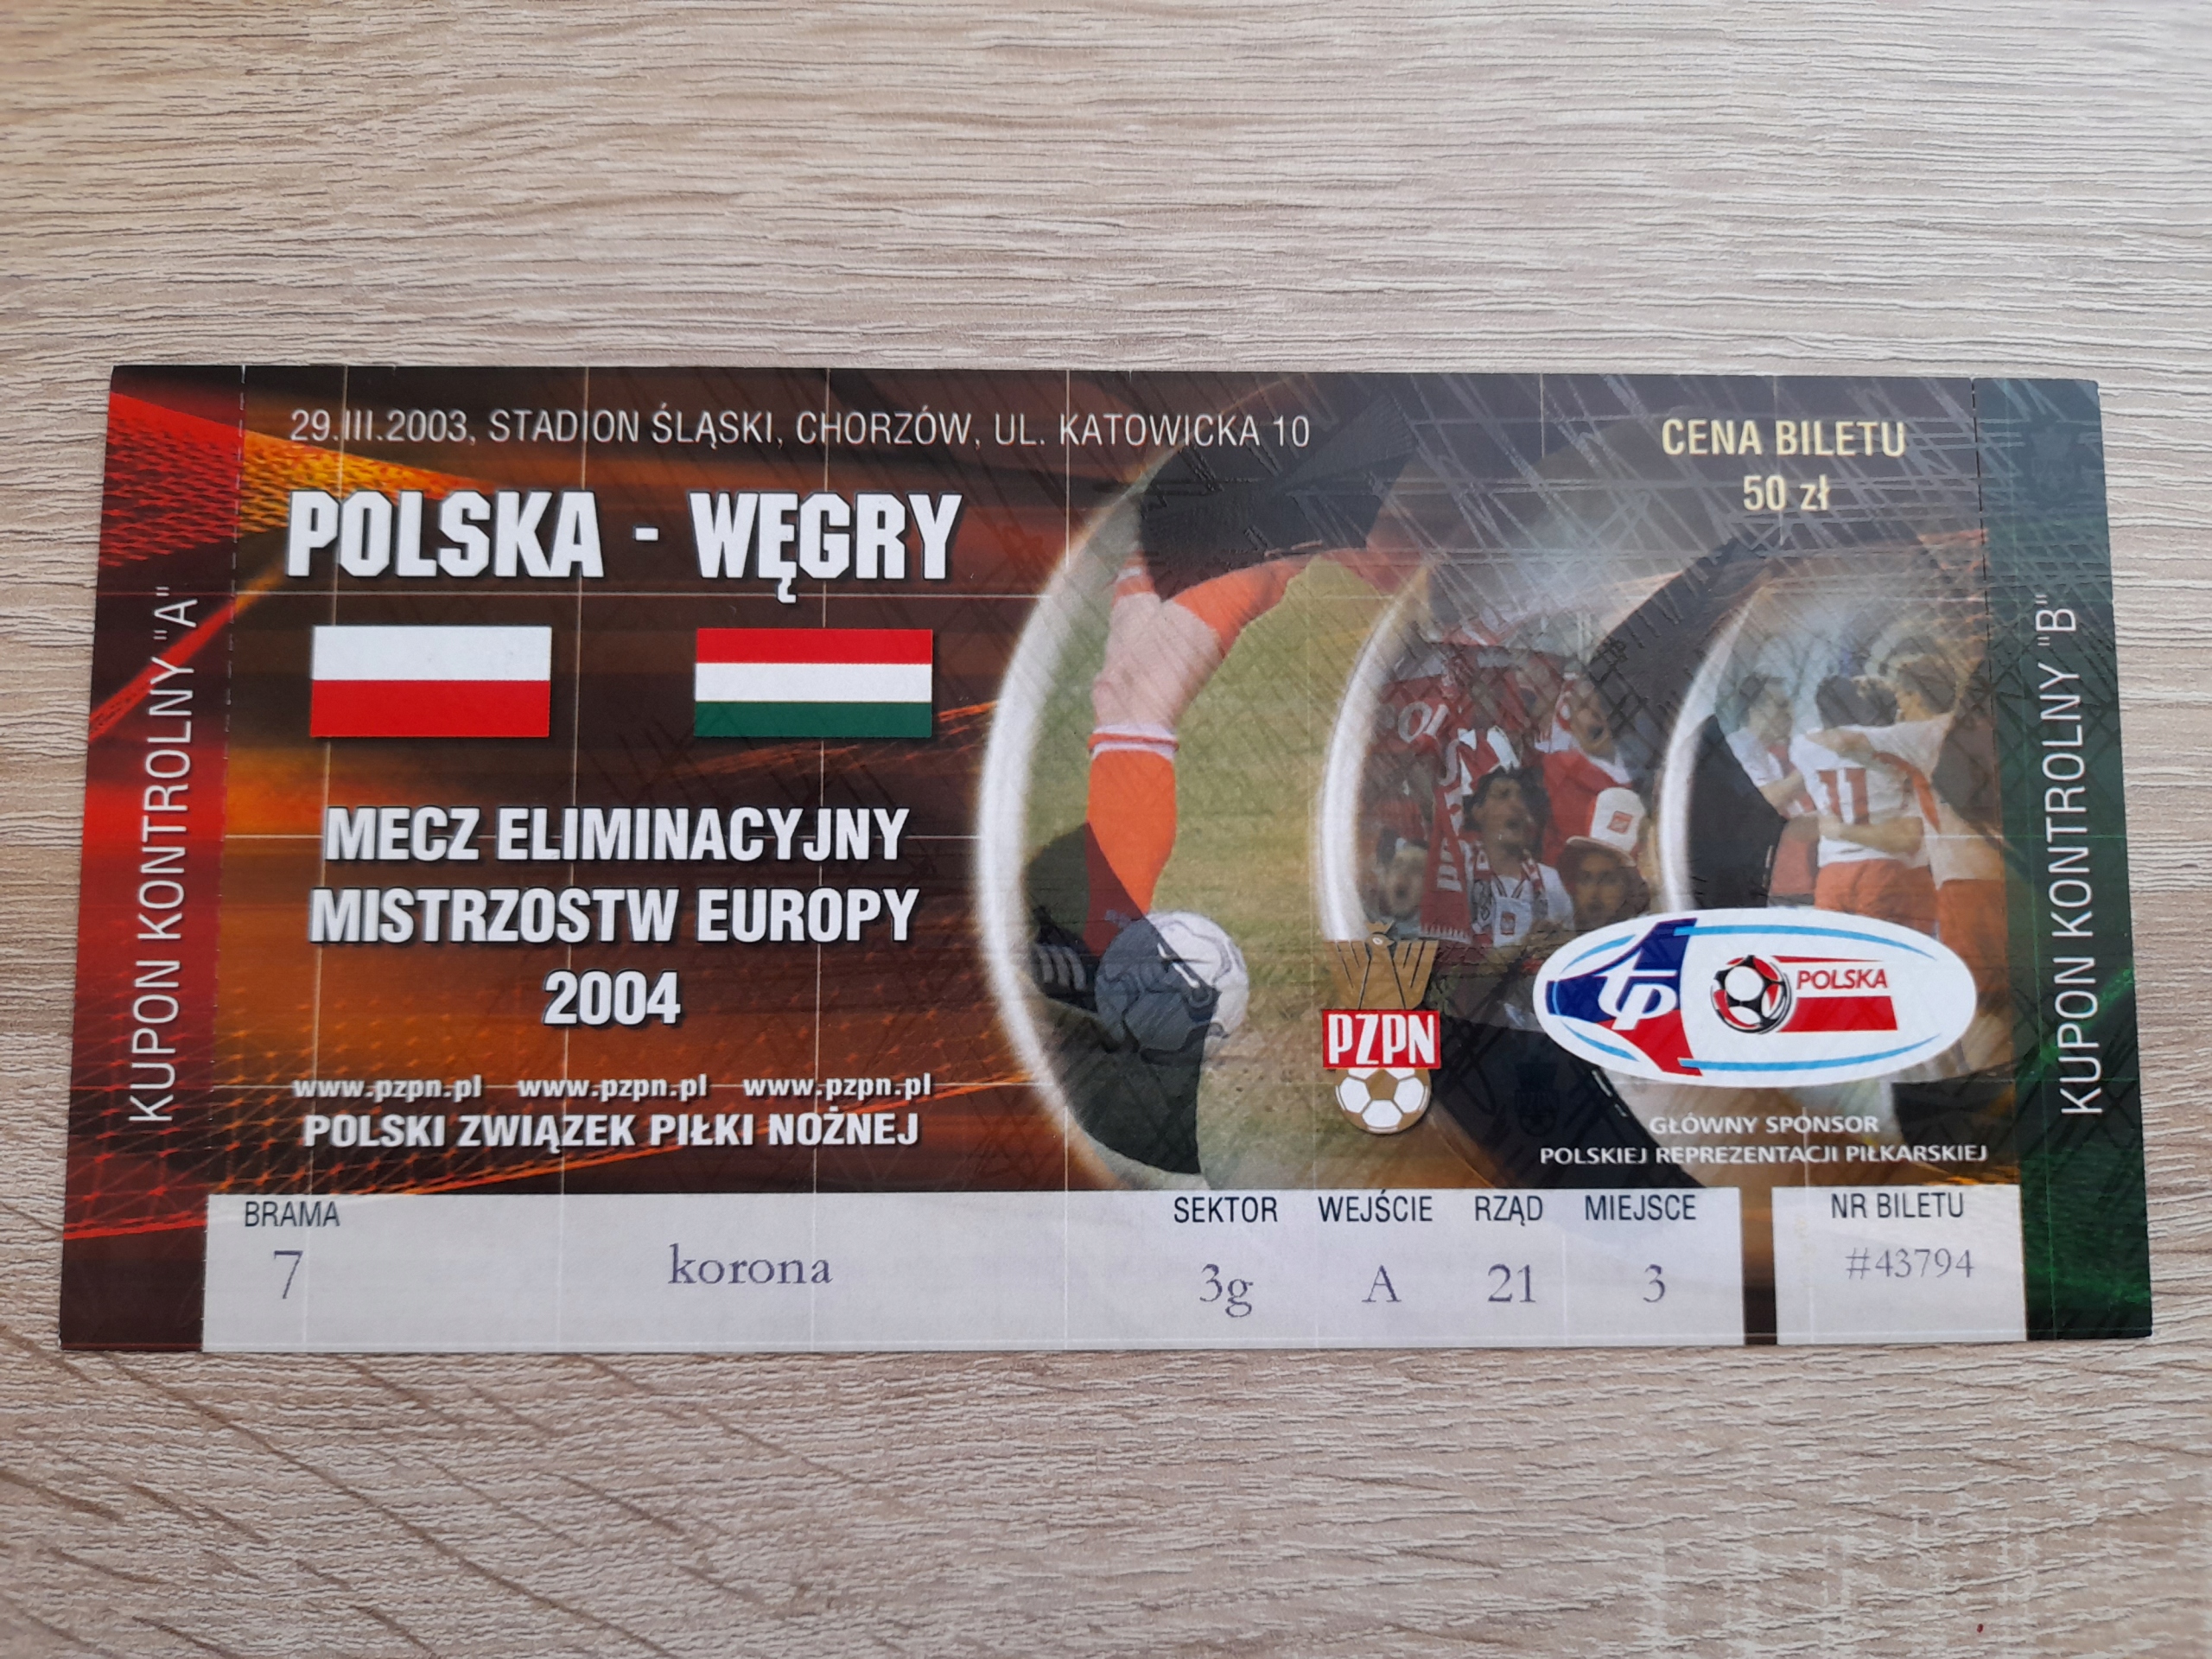 29.III.2003, STADION ŚLĄSKI, CHORZÓW, UL. KATOWICKA 10
CENA BILETU
50 zł
POLSKA - WĘGRY
MECZ ELIMINACYJNY
MISTRZOSTW EUROPY
2004
www.pzpn.pl www.pzpn.pl www.pzpn.pl
POLSKI ZWIĄZEK PIŁKI NOŻNEJ
KUPON KONTROLNY "A"
11
PZPN
tp
POLSKA
GŁÓWNY SPONSOR
POLSKIEJ REPREZENTACJI PIŁKARSKIEJ
KUPON KONTROLNY "B"
BRAMA SEKTOR WEJŚCIE RZĄD MIEJSCE NR BILETU
7 korona 3g A 21 3 #43794